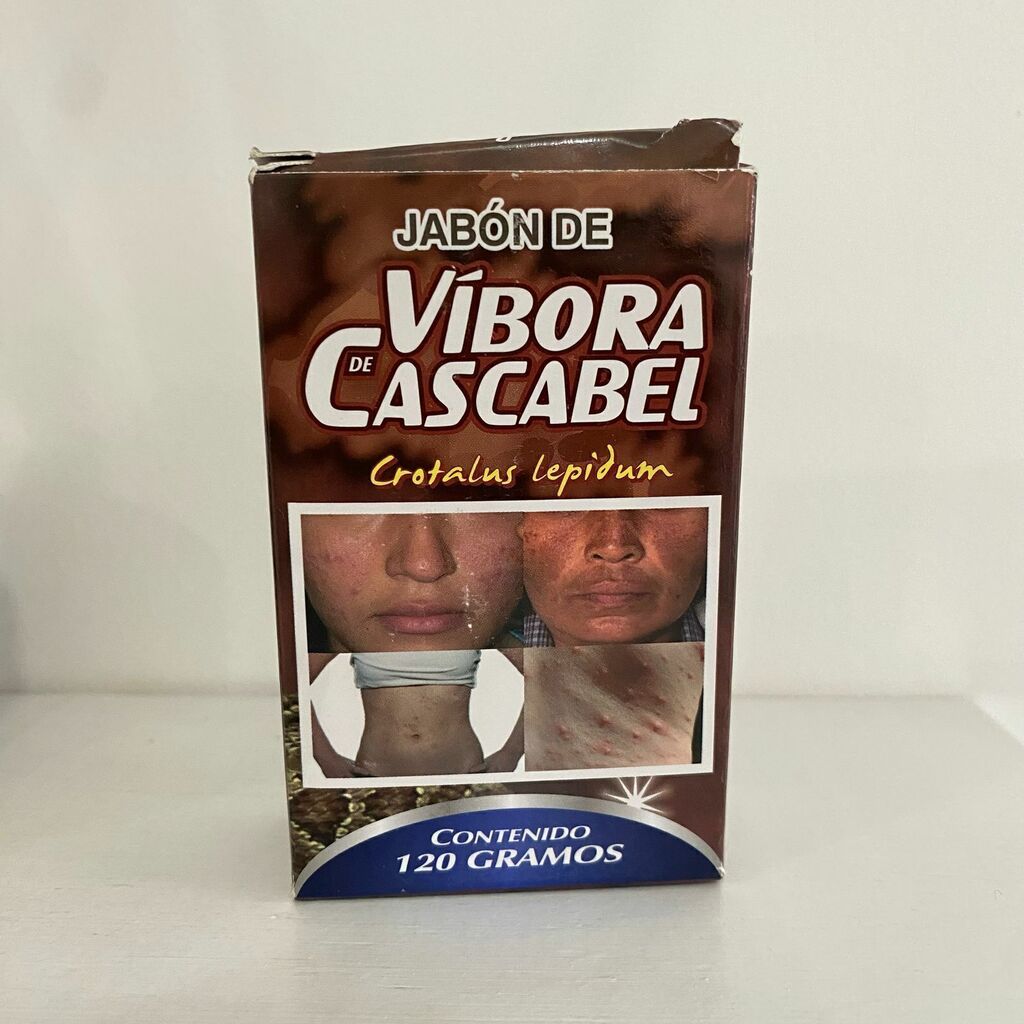 JABÓN DE
VÍBORA
DE CASCABEL
Crotalus lepidum
CONTENIDO
120 GRAMOS